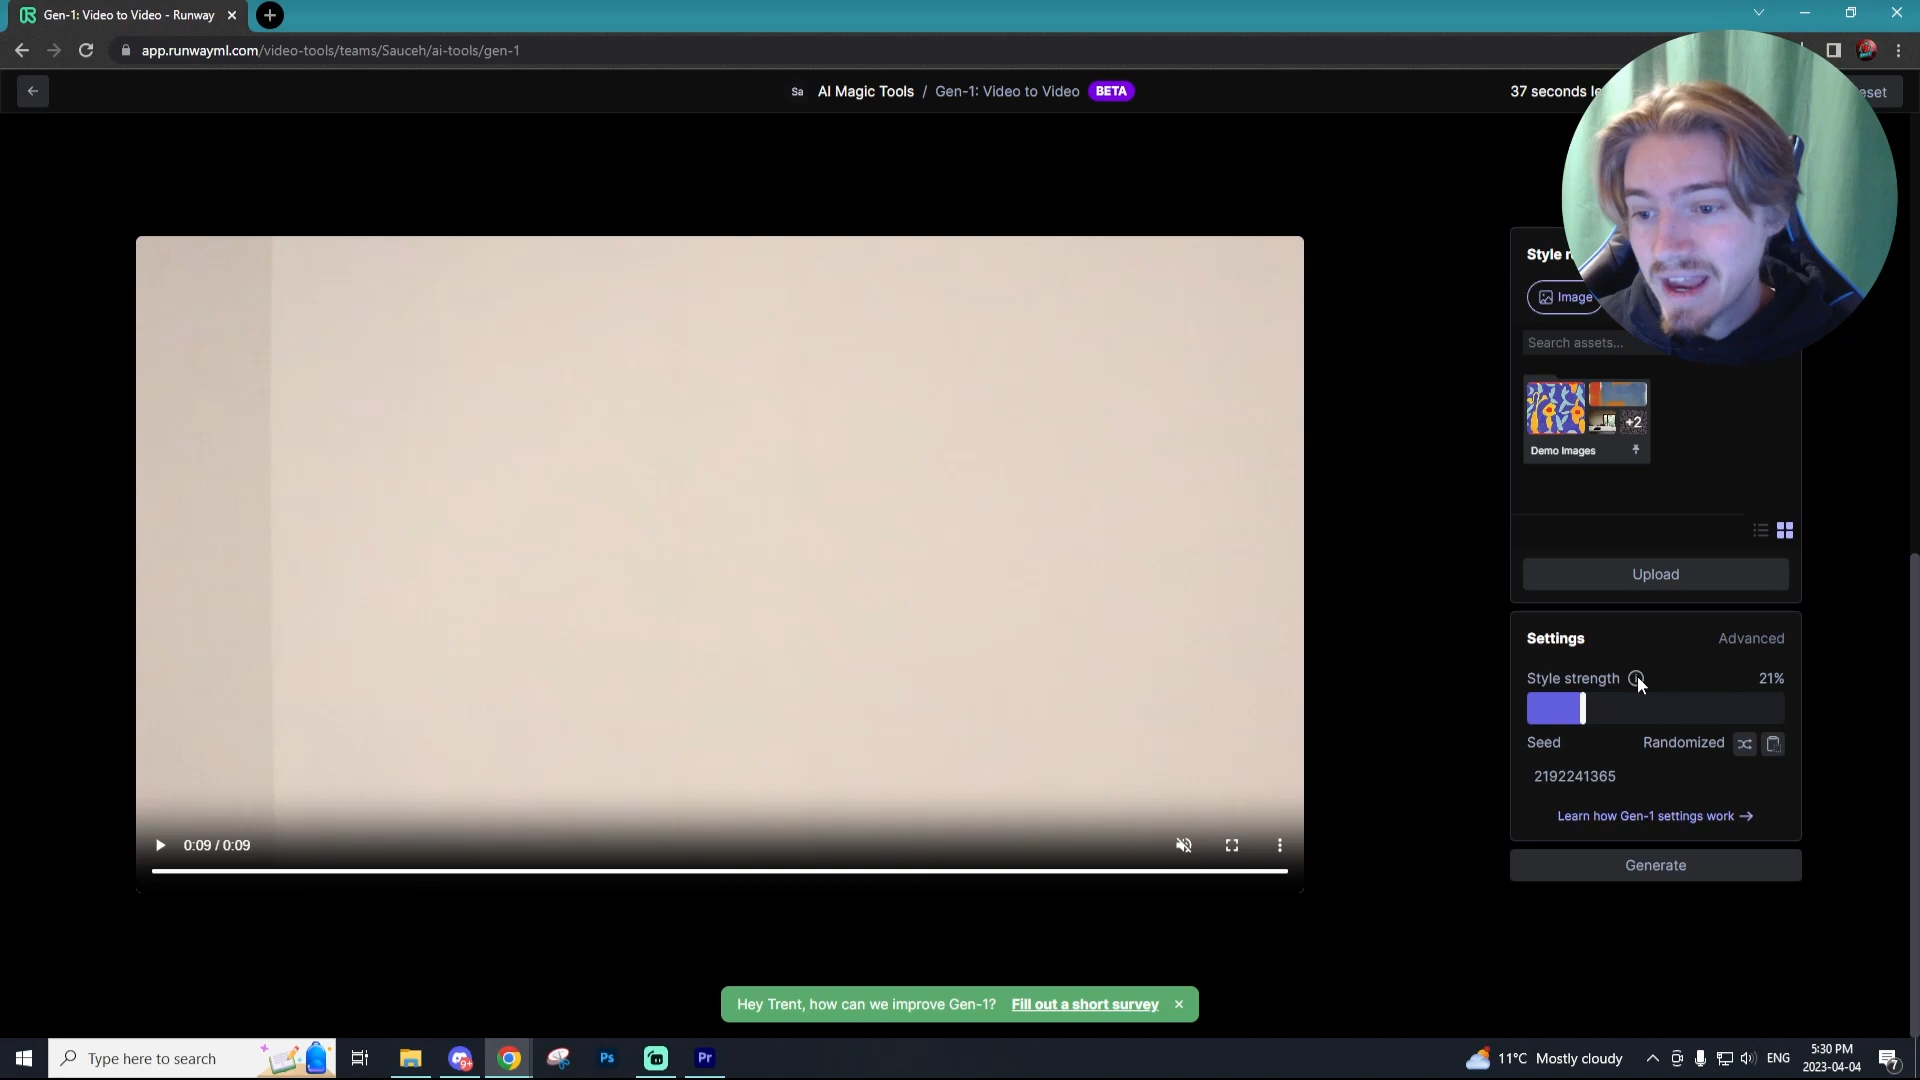 Gen-1: Video to Video - Runway
app.runwayml.com/video-tools/teams/Sauceh/ai-tools/gen-1
Sa AI Magic Tools / Gen-1: Video to Video BETA
37 seconds
Style
Image
Search assets...
+2
Demo Images
Upload
Settings Advanced
Style strength 21%
Seed Randomized
2192241365
Learn how Gen-1 settings work →
Generate
0:09 / 0:09
Hey Trent, how can we improve Gen-1? Fill out a short survey ×
Type here to search
9+
Ps
Pr
11°C Mostly cloudy
ENG
5:30 PM
2023-04-04
7